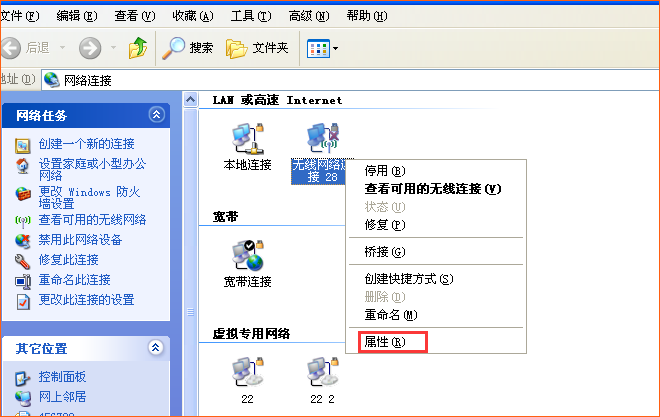 文件(F) 编辑(E) 查看(V) 收藏(A) 工具(T) 高级(N) 帮助(H)
后退 搜索 文件夹
地址(D) 网络连接
网络任务
创建一个新的连接
设置家庭或小型办公
网络
更改 Windows 防火
墙设置
查看可用的无线网络
禁用此网络设备
修复此连接
重命名此连接
更改此连接的设置
其它位置
控制面板
网上邻居
LAN 或高速 Internet
本地连接
无线网络连
接 28
宽带
宽带连接
虚拟专用网络
22
22 2
停用(B)
查看可用的无线连接(V)
状态(U)
修复(P)
桥接(G)
创建快捷方式(S)
删除(D)
重命名(M)
属性(R)